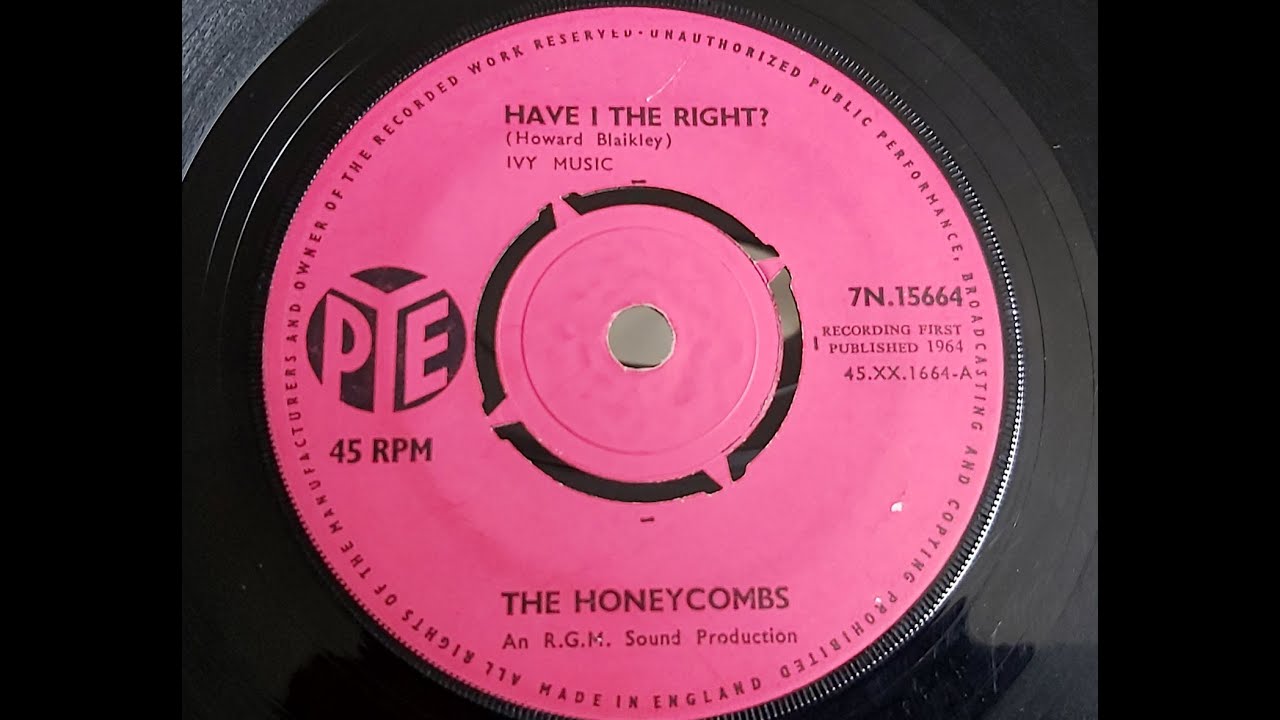 ALL RIGHTS OF THE MANUFACTURERS AND OWNER OF THE RECORDED WORK RESERVED · UNAUTHORIZED PUBLIC PERFORMANCE, BROADCASTING AND COPYING PROHIBITED
HAVE I THE RIGHT?
(Howard Blaikley)
IVY MUSIC
PYE
45 RPM
7N.15664
RECORDING FIRST
PUBLISHED 1964
45.XX.1664-A
THE HONEYCOMBS
An R.G.M. Sound Production
MADE IN ENGLAND